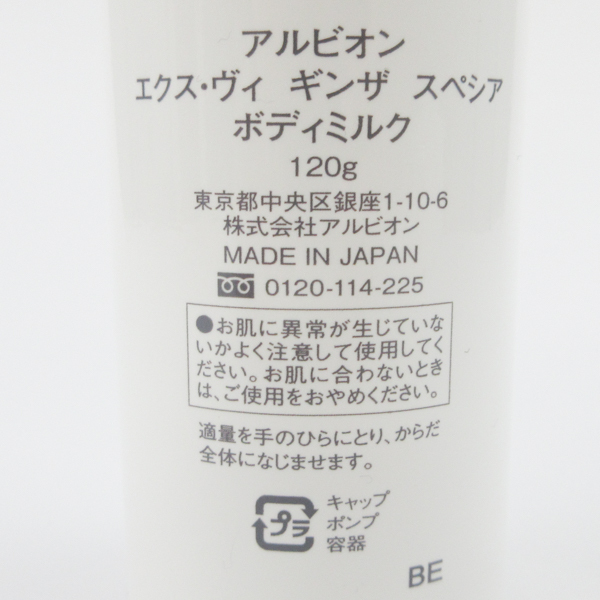 アルビオン
エクス・ヴィ ギンザ スペシア
ボディミルク
120g
東京都中央区銀座1-10-6
株式会社アルビオン
MADE IN JAPAN
0120-114-225
●お肌に異常が生じていな
いかよく注意して使用してく
ださい。お肌に合わないとき
は、ご使用をおやめください。
適量を手のひらにとり、からだ
全体になじませます。
プラ
キャップ
ポンプ
容器
BE